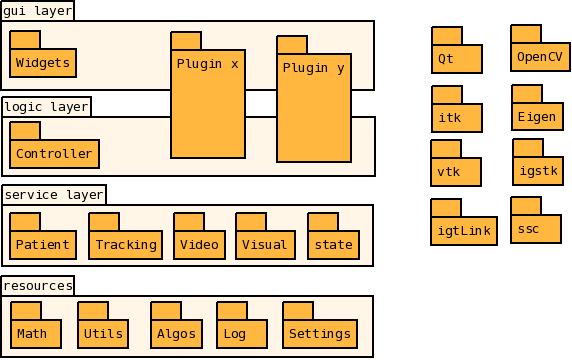 gui layer
Widgets
Plugin x
Plugin y
logic layer
Controller
service layer
Patient
Tracking
Video
Visual
state
resources
Math
Utils
Algos
Log
Settings
Qt
OpenCV
itk
Eigen
vtk
igstk
igtLink
ssc